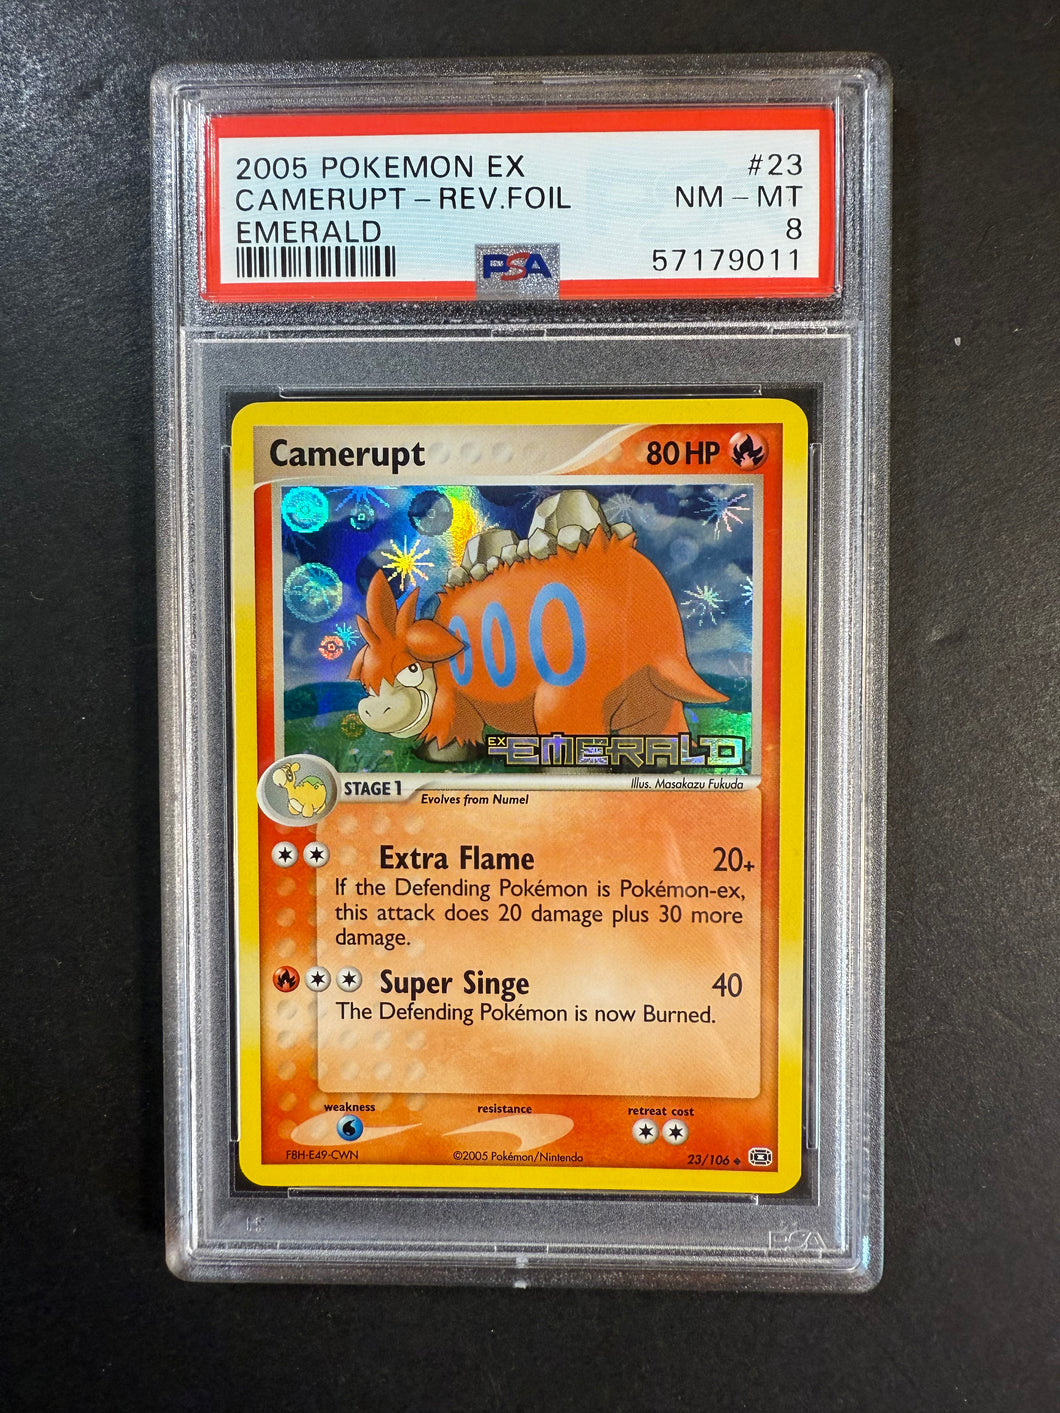 2005 POKEMON EX #23
CAMERUPT - REV.FOIL NM - MT
EMERALD 8
PSA 57179011
Camerupt 80 HP
EX EMERALD
STAGE 1 Evolves from Numel Illus. Masakazu Fukuda
Extra Flame 20+
If the Defending Pokémon is Pokémon-ex,
this attack does 20 damage plus 30 more
damage.
Super Singe 40
The Defending Pokémon is now Burned.
weakness resistance retreat cost
F8H-E49-CWN ©2005 Pokémon/Nintendo 23/106
PSA